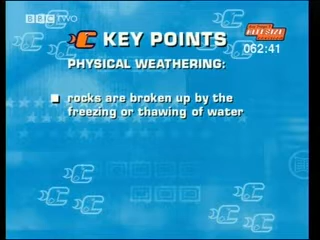 BBC TWO
KEY POINTS
BITESIZE
062:41
PHYSICAL WEATHERING:
rocks are broken up by the
freezing or thawing of water